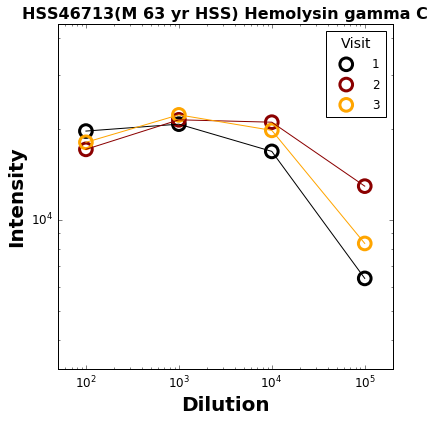 HSS46713(M 63 yr HSS) Hemolysin gamma C
Visit
1
2
3
Intensity
10^4
10^2 10^3 10^4 10^5
Dilution